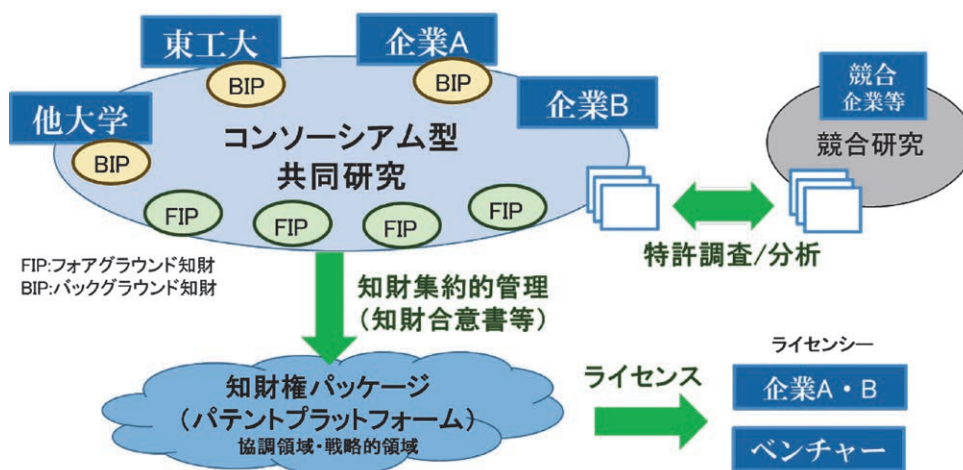 東工大
BIP
企業A
BIP
他大学
BIP
企業B
コンソーシアム型
共同研究
FIP
FIP
FIP
FIP
競合
企業等
競合研究
特許調査/分析
FIP:フォアグラウンド知財
BIP:バックグラウンド知財
知財集約的管理
(知財合意書等)
知財権パッケージ
(パテントプラットフォーム)
協調領域・戦略的領域
ライセンス
ライセンシー
企業A・B
ベンチャー